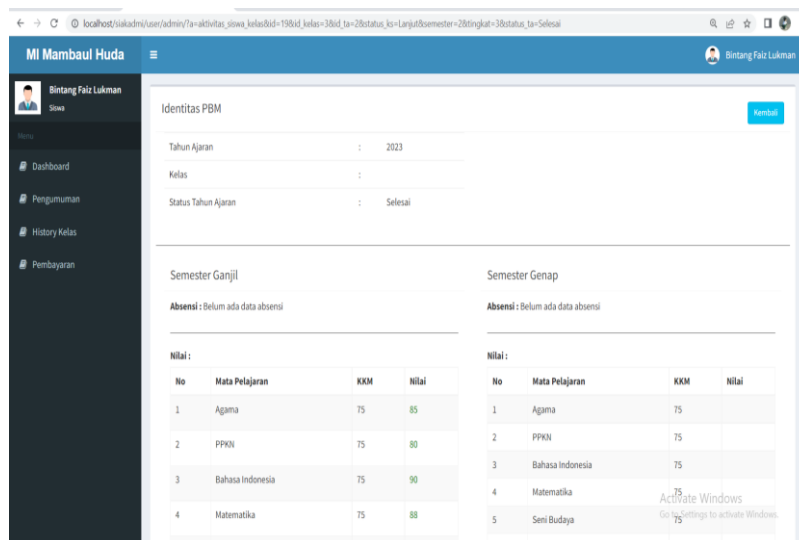 localhost/siakadmi/user/admin/?a=aktivitas_siswa_kelas&id=19&id_kelas=3&id_ta=2&status_ks=Lanjut&semester=2&tingkat=3&status_ta=Selesai
MI Mambaul Huda
Bintang Faiz Lukman
Bintang Faiz Lukman
Siswa
Menu
Dashboard
Pengumuman
History Kelas
Pembayaran
Identitas PBM
Kembali
Tahun Ajaran : 2023
Kelas :
Status Tahun Ajaran : Selesai
Semester Ganjil
Absensi : Belum ada data absensi
Nilai :
No Mata Pelajaran KKM Nilai
1 Agama 75 85
2 PPKN 75 80
3 Bahasa Indonesia 75 90
4 Matematika 75 88
Semester Genap
Absensi : Belum ada data absensi
Nilai :
No Mata Pelajaran KKM Nilai
1 Agama 75
2 PPKN 75
3 Bahasa Indonesia 75
4 Matematika 75
5 Seni Budaya 75
Activate Windows
Go to Settings to activate Windows.